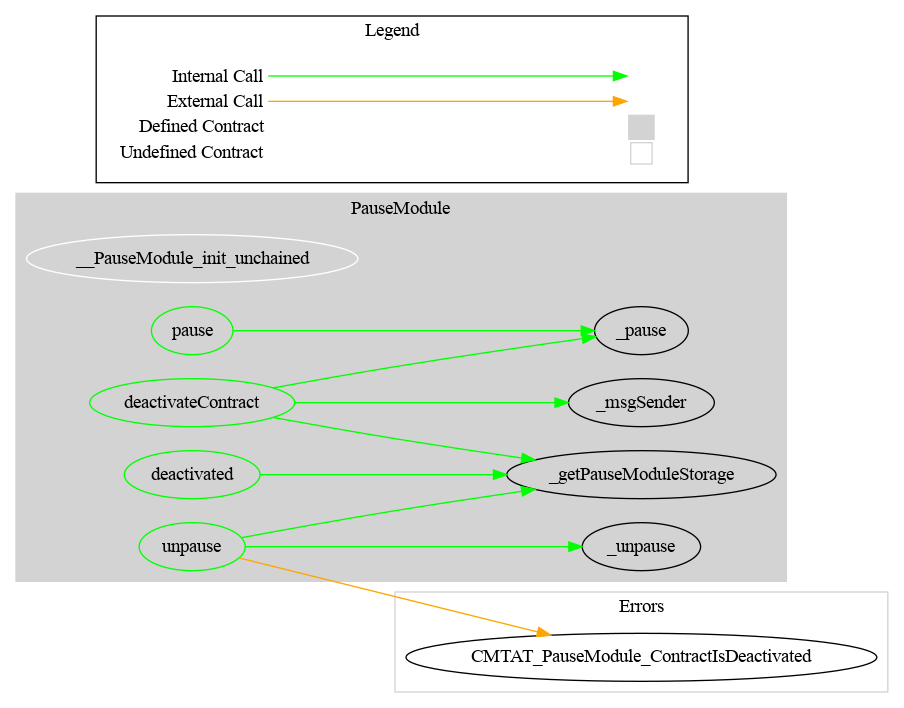 Legend
Internal Call
External Call
Defined Contract
Undefined Contract
PauseModule
__PauseModule_init_unchained
pause
_pause
deactivateContract
_msgSender
deactivated
_getPauseModuleStorage
unpause
_unpause
Errors
CMTAT_PauseModule_ContractIsDeactivated